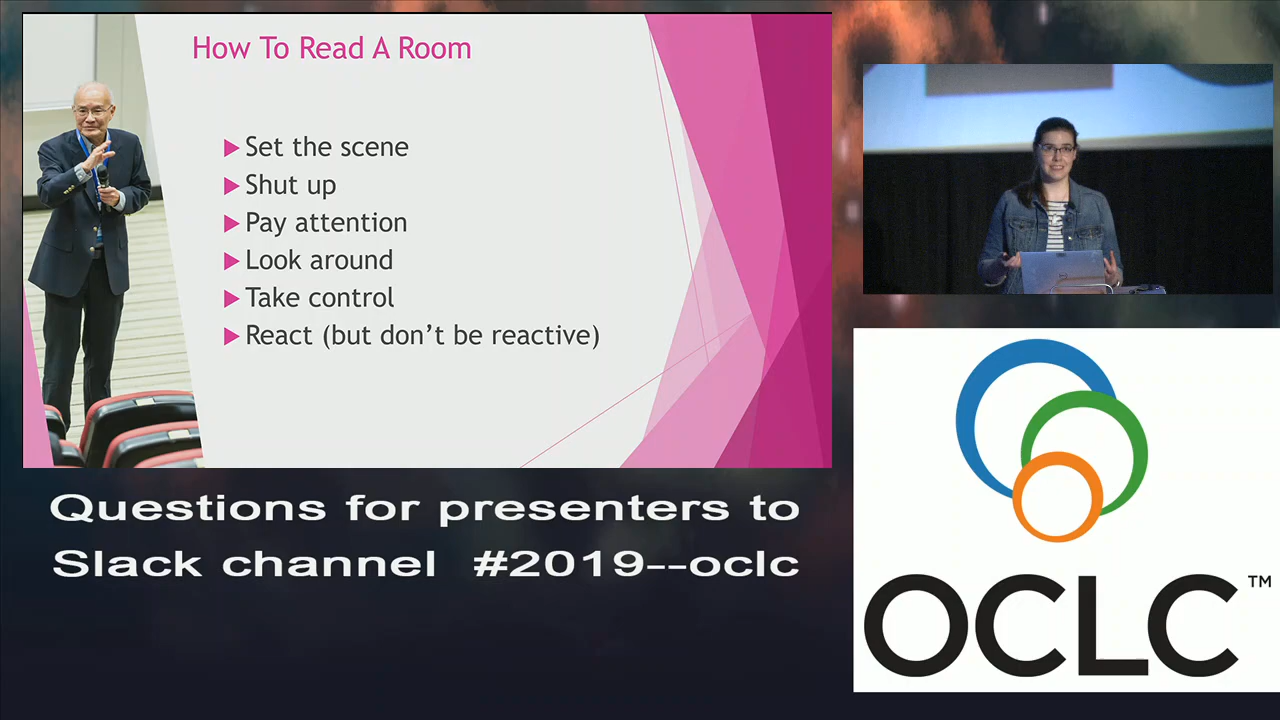 How To Read A Room
Set the scene
Shut up
Pay attention
Look around
Take control
React (but don’t be reactive)
Questions for presenters to
Slack channel #2019--oclc
OCLC™